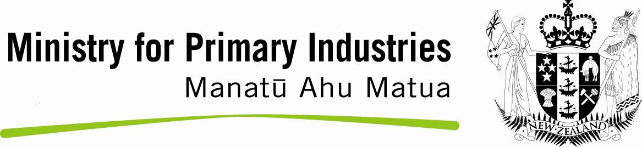 Ministry for Primary Industries
Manatū Ahu Matua
NEW ZEALAND